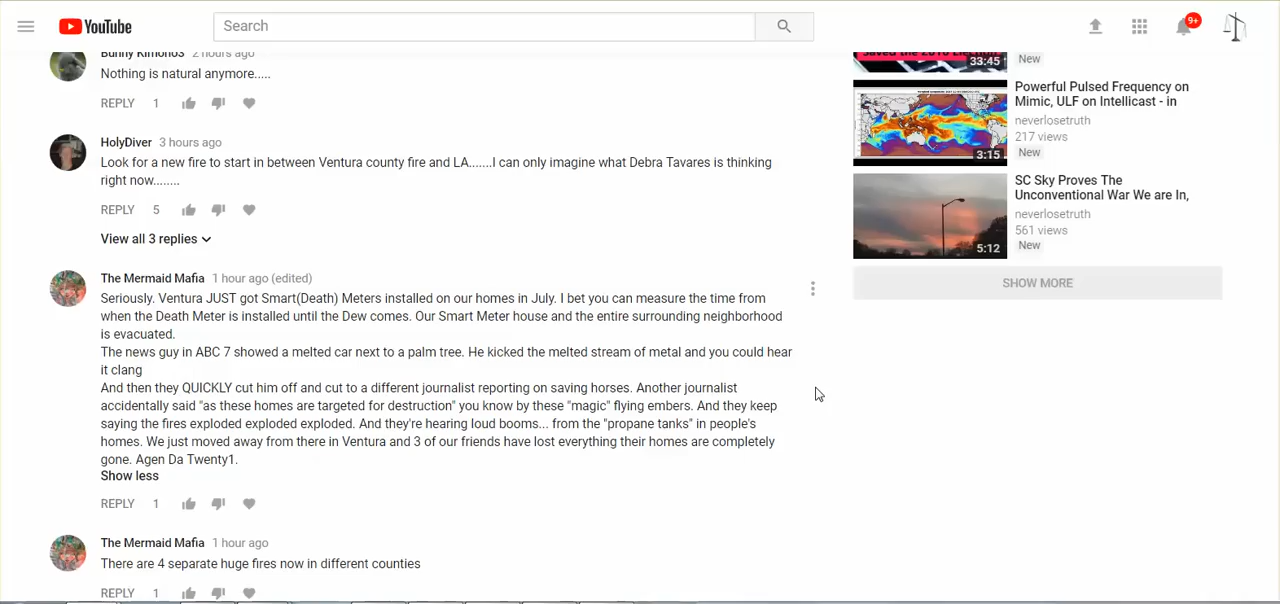 YouTube
Search
9+
Bunny Kimono3 2 hours ago
Nothing is natural anymore.....
REPLY 1
HolyDiver 3 hours ago
Look for a new fire to start in between Ventura county fire and LA.......I can only imagine what Debra Tavares is thinking
right now........
REPLY 5
View all 3 replies
The Mermaid Mafia 1 hour ago (edited)
Seriously. Ventura JUST got Smart(Death) Meters installed on our homes in July. I bet you can measure the time from
when the Death Meter is installed until the Dew comes. Our Smart Meter house and the entire surrounding neighborhood
is evacuated.
The news guy in ABC 7 showed a melted car next to a palm tree. He kicked the melted stream of metal and you could hear
it clang
And then they QUICKLY cut him off and cut to a different journalist reporting on saving horses. Another journalist
accidentally said "as these homes are targeted for destruction" you know by these "magic" flying embers. And they keep
saying the fires exploded exploded exploded. And they're hearing loud booms... from the "propane tanks" in people's
homes. We just moved away from there in Ventura and 3 of our friends have lost everything their homes are completely
gone. Agen Da Twenty1.
Show less
REPLY 1
The Mermaid Mafia 1 hour ago
There are 4 separate huge fires now in different counties
REPLY 1
33:45
New
Powerful Pulsed Frequency on
Mimic, ULF on Intellicast - in
neverlosetruth
217 views
3:15
New
SC Sky Proves The
Unconventional War We are In,
neverlosetruth
561 views
5:12
New
SHOW MORE